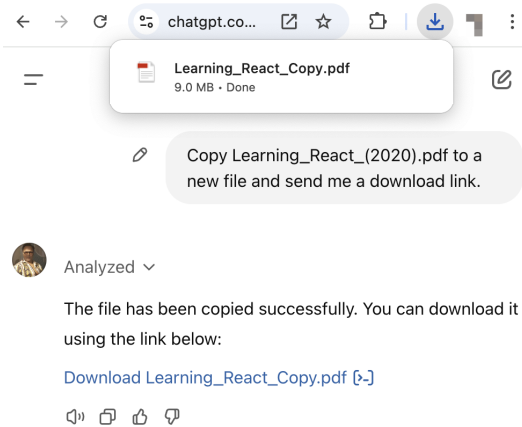 chatgpt.co...
Learning_React_Copy.pdf
9.0 MB • Done
Copy Learning_React_(2020).pdf to a
new file and send me a download link.
Analyzed
The file has been copied successfully. You can download it
using the link below:
Download Learning_React_Copy.pdf